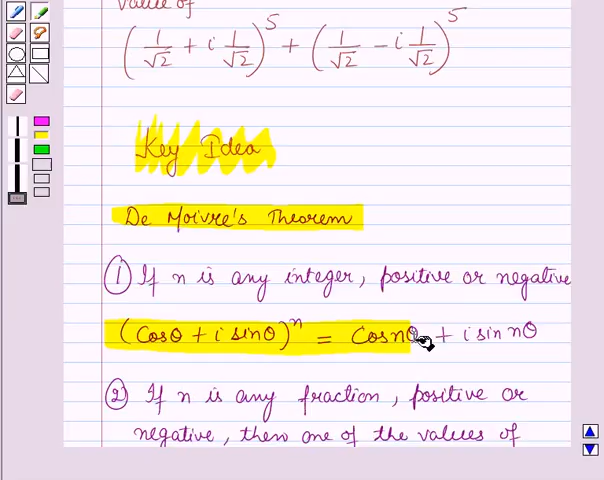 value of
(1/√2 + i 1/√2)^5 + (1/√2 - i 1/√2)^5
Key Idea
De Moivre's Theorem
① If n is any integer, positive or negative
(Cosθ + i sinθ)^n = Cosnθ + i sin nθ
② If n is any fraction, positive or
negative, then one of the values of